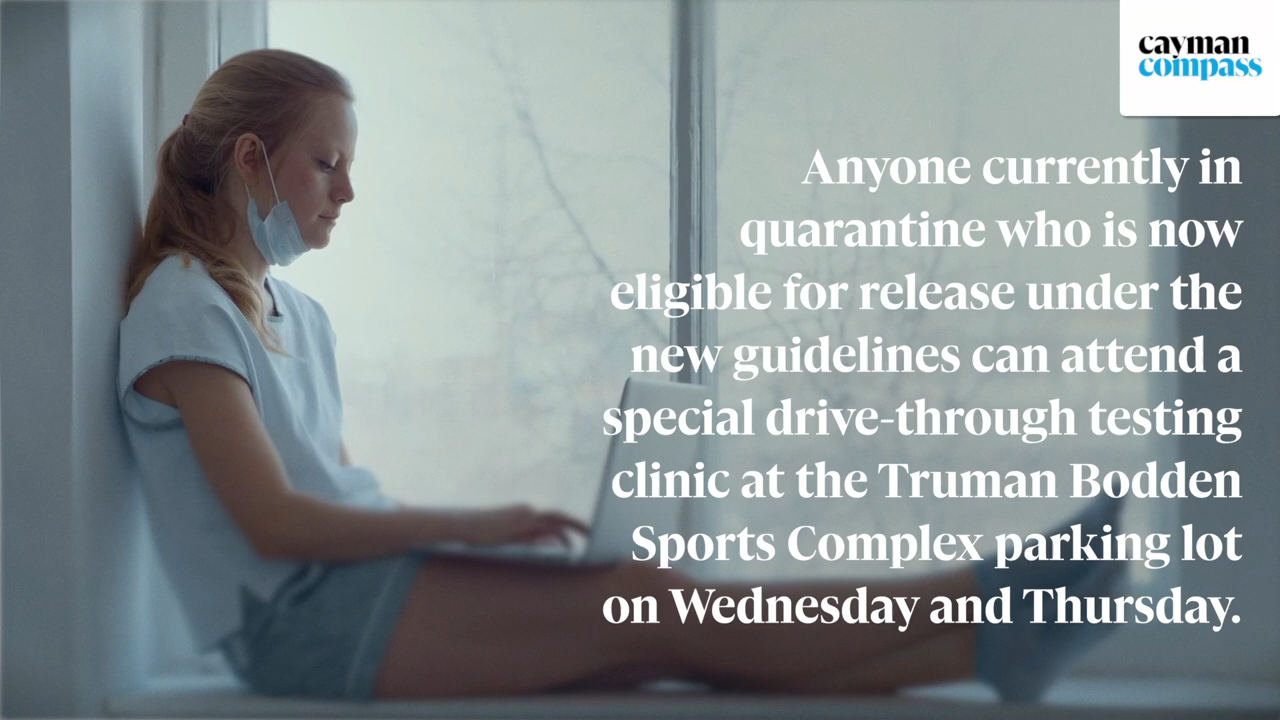 cayman
compass
Anyone currently in
quarantine who is now
eligible for release under the
new guidelines can attend a
special drive-through testing
clinic at the Truman Bodden
Sports Complex parking lot
on Wednesday and Thursday.